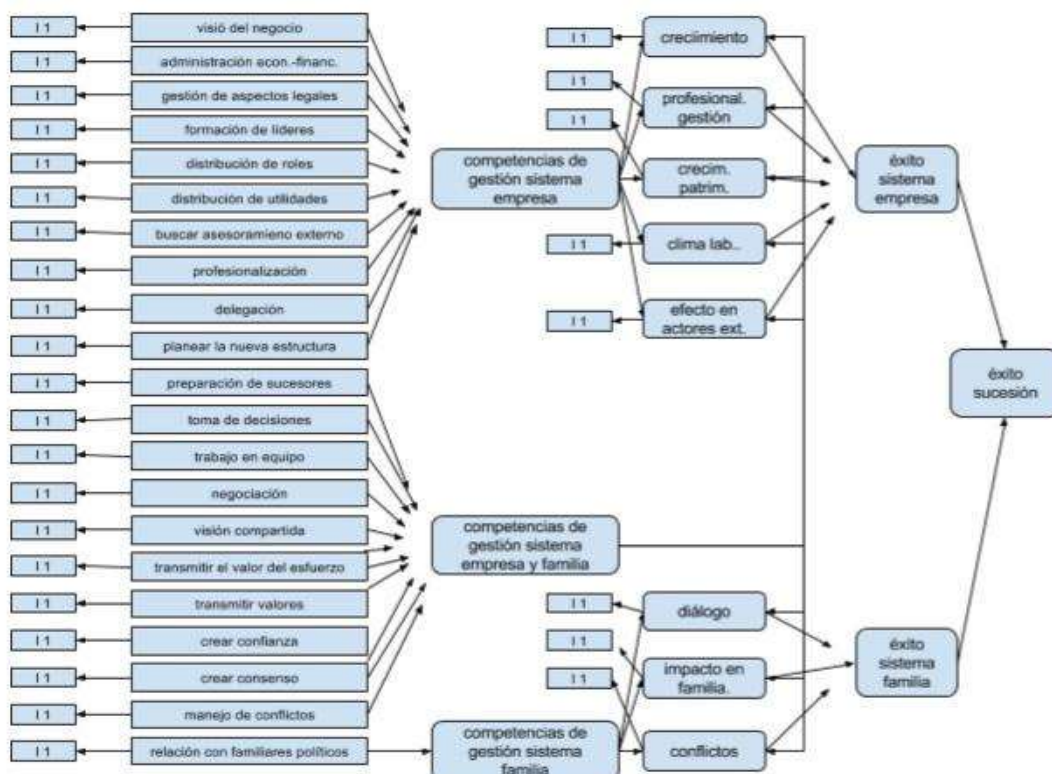 I 1
visió del negocio
I 1
administración econ.-financ.
I 1
gestión de aspectos legales
I 1
formación de líderes
I 1
distribución de roles
I 1
distribución de utilidades
I 1
buscar asesoramieno externo
I 1
profesionalización
I 1
delegación
I 1
planear la nueva estructura
I 1
preparación de sucesores
I 1
toma de decisiones
I 1
trabajo en equipo
I 1
negociación
I 1
visión compartida
I 1
transmitir el valor del esfuerzo
I 1
transmitir valores
I 1
crear confianza
I 1
crear consenso
I 1
manejo de conflictos
I 1
relación con familiares políticos
competencias de
gestión sistema
empresa
competencias de
gestión sistema
empresa y familia
competencias de
gestión sistema
familia
I 1
creclimiento
I 1
profesional.
gestión
I 1
crecim.
patrim.
I 1
clima lab..
I 1
efecto en
actores ext.
I 1
diálogo
I 1
impacto en
familia.
I 1
conflictos
éxito
sistema
empresa
éxito
sistema
familia
éxito
sucesión